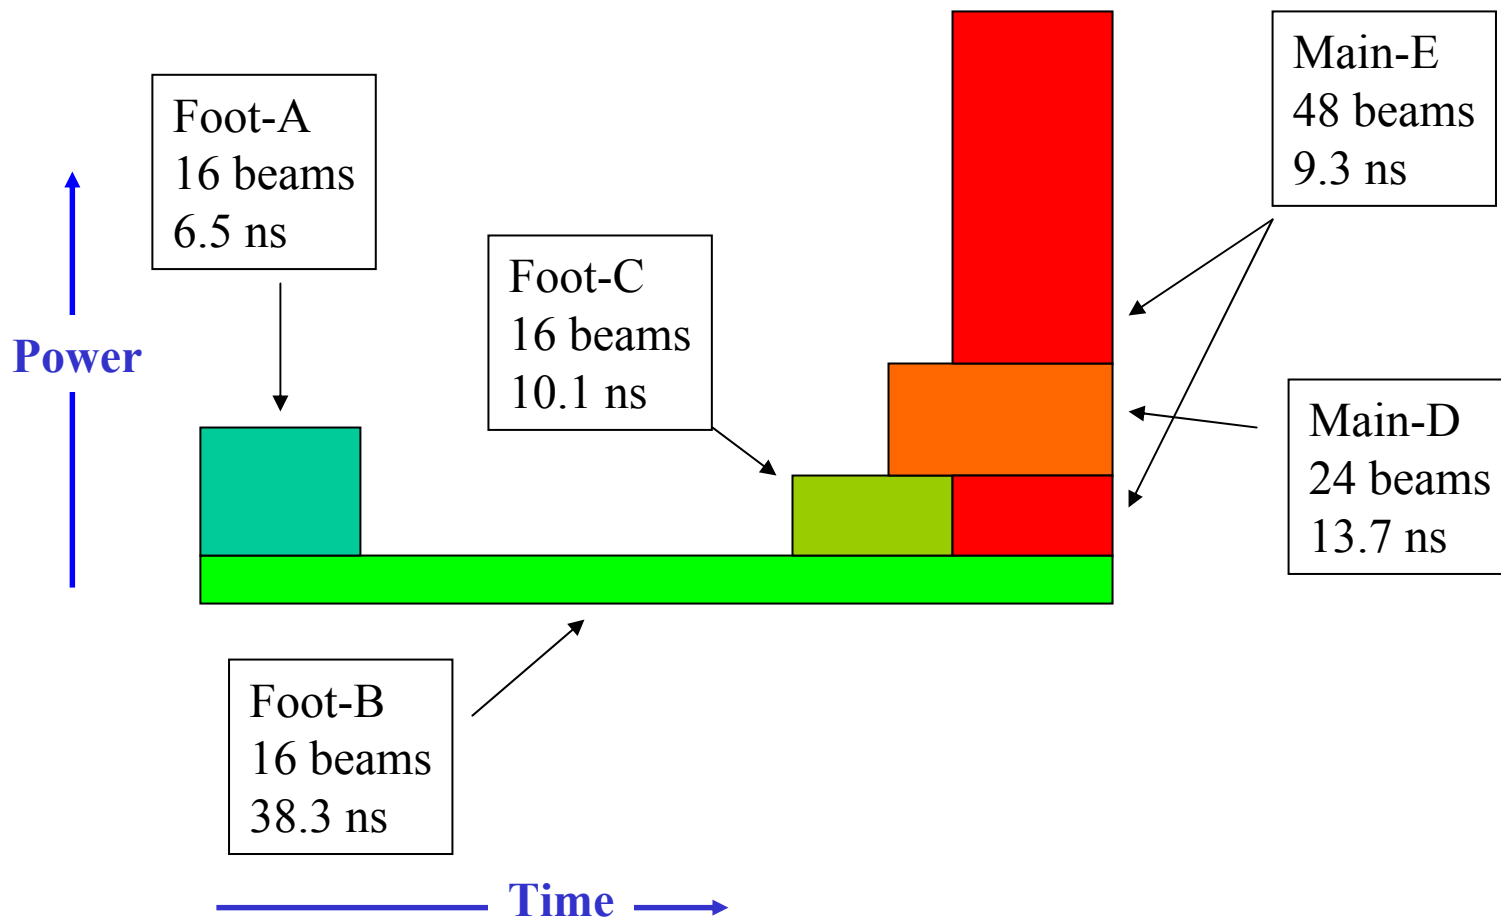 Main-E
48 beams
9.3 ns
Foot-A
16 beams
6.5 ns
Foot-C
16 beams
10.1 ns
Power
Main-D
24 beams
13.7 ns
Foot-B
16 beams
38.3 ns
Time